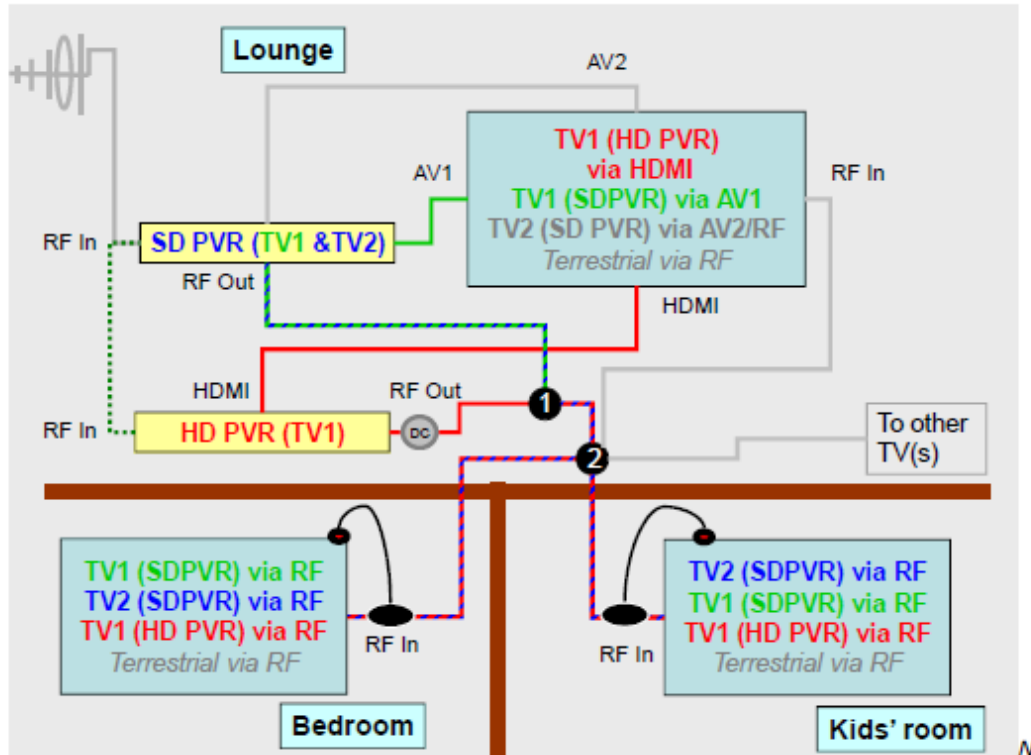 Lounge
AV2
TV1 (HD PVR)
via HDMI
TV1 (SDPVR) via AV1
TV2 (SD PVR) via AV2/RF
Terrestrial via RF
AV1
RF In
RF In
SD PVR (TV1 &TV2)
RF Out
HDMI
HDMI
RF Out
1
RF In
HD PVR (TV1)
DC
To other
TV(s)
2
TV1 (SDPVR) via RF
TV2 (SDPVR) via RF
TV1 (HD PVR) via RF
Terrestrial via RF
RF In
Bedroom
TV2 (SDPVR) via RF
TV1 (SDPVR) via RF
TV1 (HD PVR) via RF
Terrestrial via RF
RF In
Kids' room